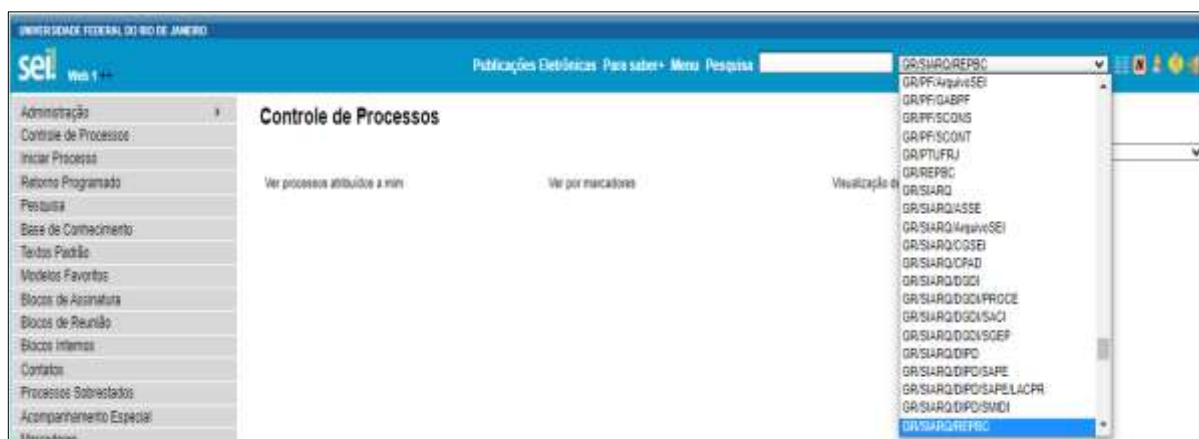 UNIVERSIDADE FEDERAL DO RIO DE JANEIRO
sei!
Publicações Eletrônicas Para saber+ Menu Pesquisa
GR/SIARQ/REPBC
Administração
Controle de Processos
Iniciar Processo
Retorno Programado
Pesquisa
Base de Conhecimento
Textos Padrão
Modelos Favoritos
Blocos de Assinatura
Blocos de Reunião
Blocos Internos
Contatos
Processos Sobrestados
Acompanhamento Especial
Marcadores
Controle de Processos
Ver processos atribuídos a mim
Ver por marcadores
Visualização
GR/PF/ArquivoSEI
GR/PF/GABPF
GR/PF/SCONS
GR/PF/SCONT
GR/PTUFRJ
GR/REPBC
GR/SIARQ
GR/SIARQ/ASSE
GR/SIARQ/ArquivoSEI
GR/SIARQ/CGSEI
GR/SIARQ/CPAD
GR/SIARQ/DGDI
GR/SIARQ/DGDI/PROCE
GR/SIARQ/DGDI/SACI
GR/SIARQ/DGDI/SGEP
GR/SIARQ/DIPD
GR/SIARQ/DIPD/SAPE
GR/SIARQ/DIPD/SAPE/LACPR
GR/SIARQ/DIPD/SMIDI
GR/SIARQ/REPBC